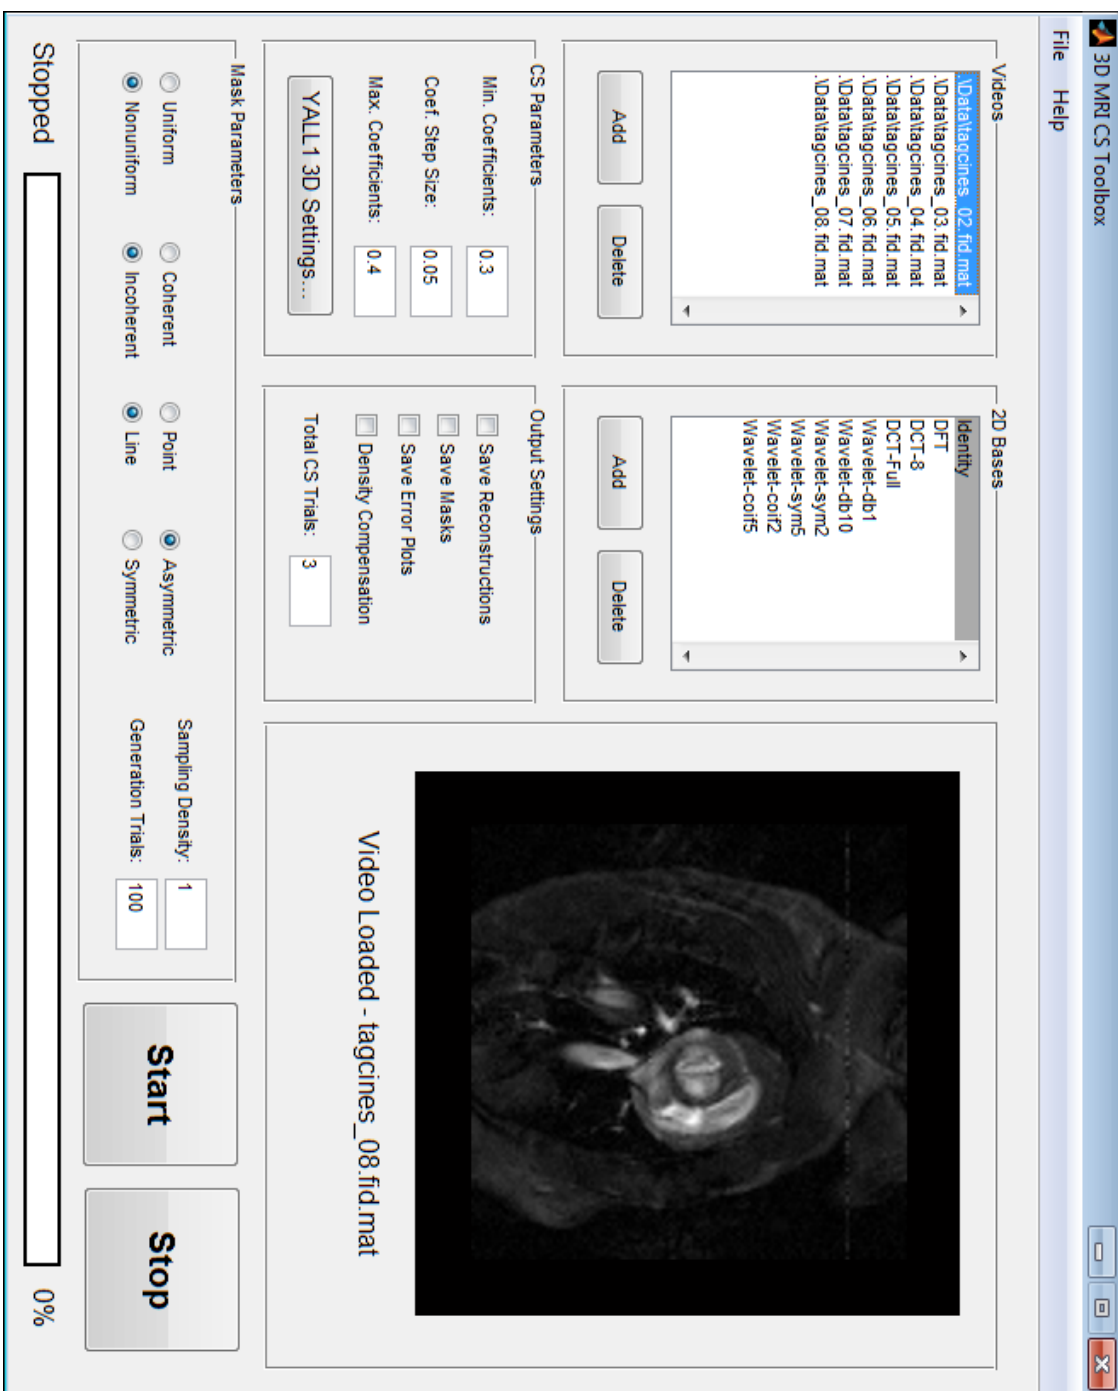 3D MRI CS Toolbox
File Help
Videos
.\Data\tagcines_02.fid.mat
.\Data\tagcines_03.fid.mat
.\Data\tagcines_04.fid.mat
.\Data\tagcines_05.fid.mat
.\Data\tagcines_06.fid.mat
.\Data\tagcines_07.fid.mat
.\Data\tagcines_08.fid.mat
Add Delete
2D Bases
Identity
DFT
DCT-8
DCT-Full
Wavelet-db1
Wavelet-db10
Wavelet-sym2
Wavelet-sym5
Wavelet-coif2
Wavelet-coif5
Add Delete
CS Parameters
Min. Coefficients: 0.3
Coef. Step Size: 0.05
Max. Coefficients: 0.4
YALL1 3D Settings...
Output Settings
Save Reconstructions
Save Masks
Save Error Plots
Density Compensation
Total CS Trials: 3
Video Loaded - tagcines_08.fid.mat
Mask Parameters
Uniform Coherent Point Asymmetric Sampling Density: 1
Nonuniform Incoherent Line Symmetric Generation Trials: 100
Start Stop
Stopped 0%